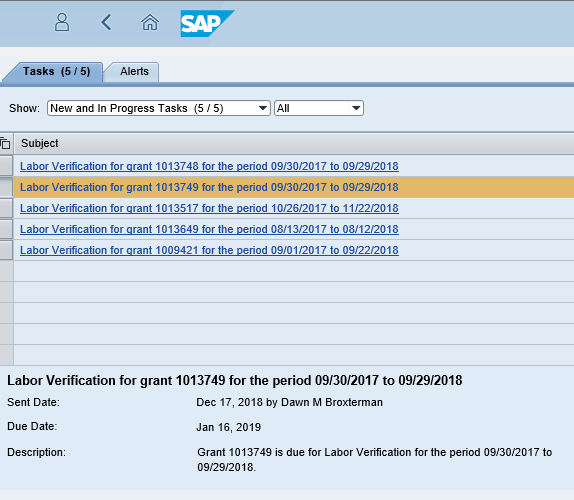 SAP
Tasks (5 / 5) Alerts
Show: New and In Progress Tasks (5 / 5) All
Subject
Labor Verification for grant 1013748 for the period 09/30/2017 to 09/29/2018
Labor Verification for grant 1013749 for the period 09/30/2017 to 09/29/2018
Labor Verification for grant 1013517 for the period 10/26/2017 to 11/22/2018
Labor Verification for grant 1013649 for the period 08/13/2017 to 08/12/2018
Labor Verification for grant 1009421 for the period 09/01/2017 to 09/22/2018
Labor Verification for grant 1013749 for the period 09/30/2017 to 09/29/2018
Sent Date: Dec 17, 2018 by Dawn M Broxterman
Due Date: Jan 16, 2019
Description: Grant 1013749 is due for Labor Verification for the period 09/30/2017 to
09/29/2018.